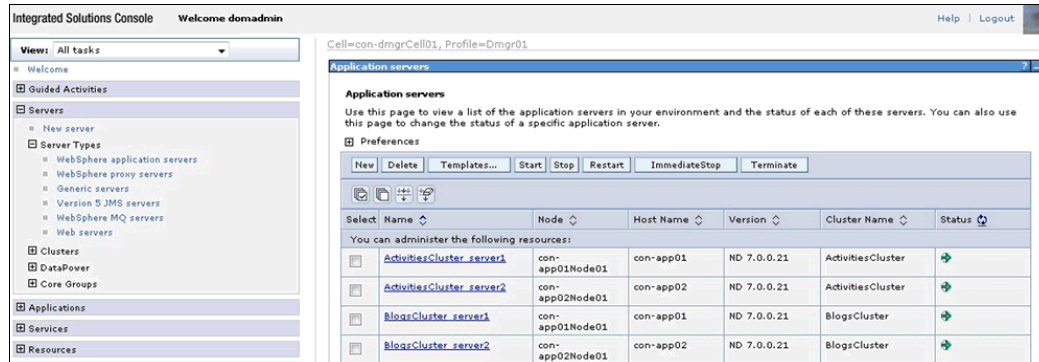 Integrated Solutions Console Welcome domadmin
Help | Logout
View: All tasks
Welcome
Guided Activities
Servers
New server
Server Types
WebSphere application servers
WebSphere proxy servers
Generic servers
Version 5 JMS servers
WebSphere MQ servers
Web servers
Clusters
DataPower
Core Groups
Applications
Services
Resources
Cell=con-dmgrCell01, Profile=Dmgr01
Application servers
?
Application servers
Use this page to view a list of the application servers in your environment and the status of each of these servers. You can also use
this page to change the status of a specific application server.
Preferences
New Delete Templates... Start Stop Restart ImmediateStop Terminate
Select Name Node Host Name Version Cluster Name Status
You can administer the following resources:
ActivitiesCluster_server1 con-app01Node01 con-app01 ND 7.0.0.21 ActivitiesCluster
ActivitiesCluster_server2 con-app02Node01 con-app02 ND 7.0.0.21 ActivitiesCluster
BlogsCluster_server1 con-app01Node01 con-app01 ND 7.0.0.21 BlogsCluster
BlogsCluster_server2 con-app02Node01 con-app02 ND 7.0.0.21 BlogsCluster